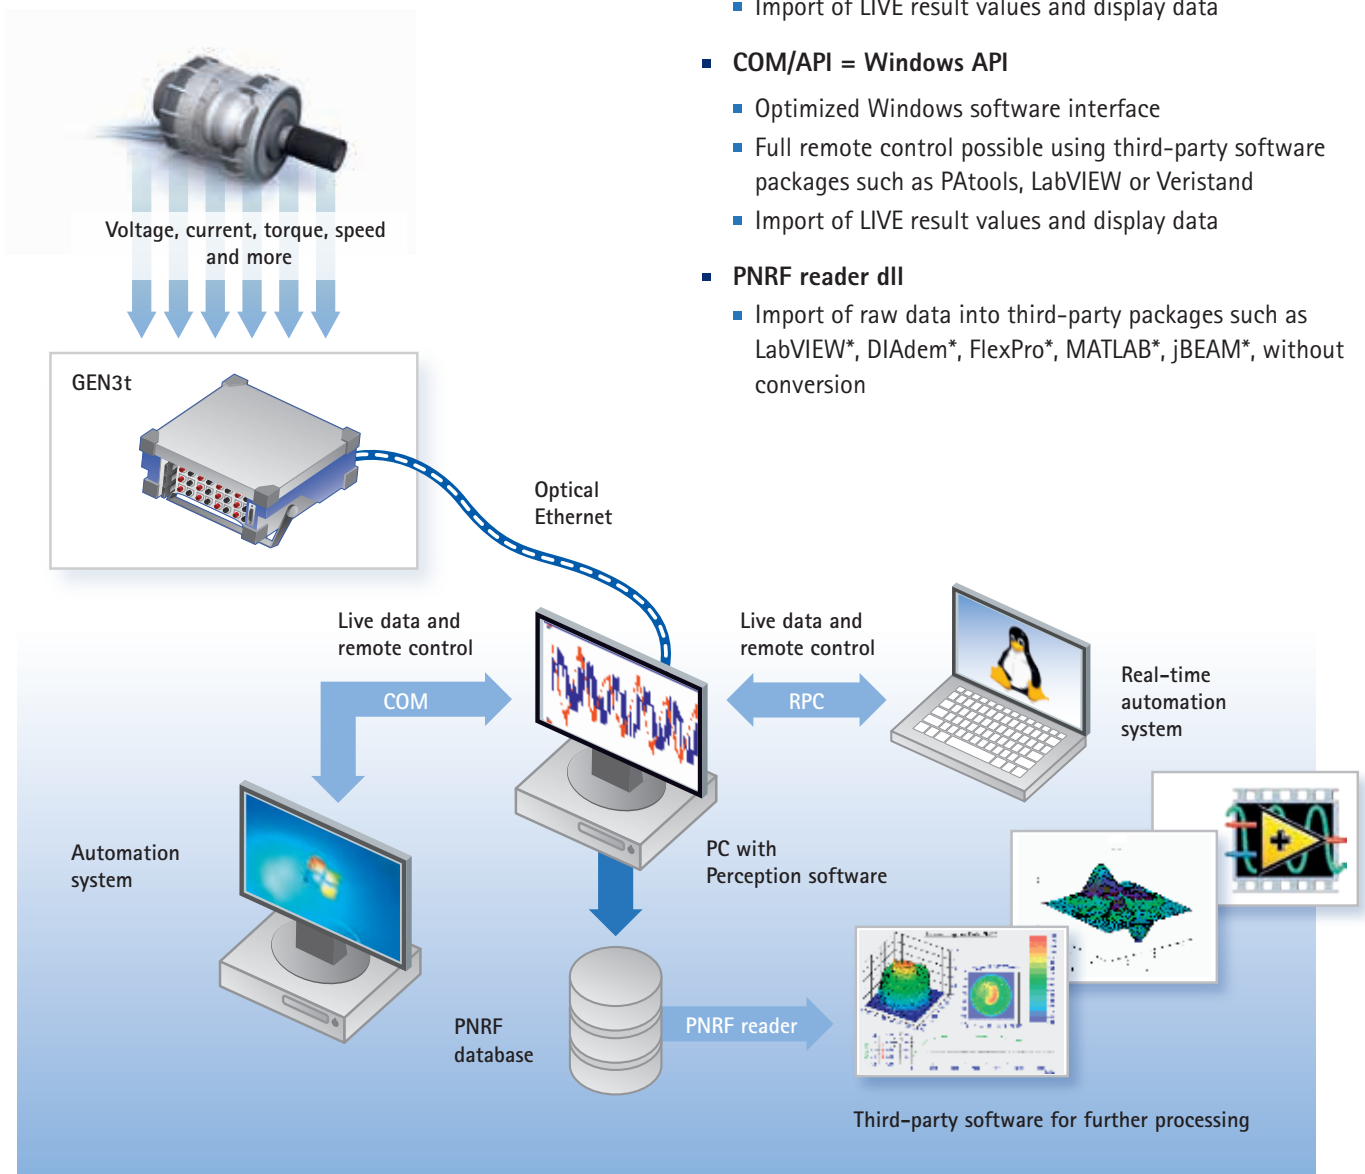 Import of LIVE result values and display data
COM/API = Windows API
Optimized Windows software interface
Full remote control possible using third-party software
packages such as PAtools, LabVIEW or Veristand
Import of LIVE result values and display data
PNRF reader dll
Import of raw data into third-party packages such as
LabVIEW*, DIAdem*, FlexPro*, MATLAB*, jBEAM*, without
conversion
Voltage, current, torque, speed
and more
GEN3t
Optical
Ethernet
Live data and
remote control
COM
Live data and
remote control
RPC
Real-time
automation
system
Automation
system
PC with
Perception software
PNRF
database
PNRF reader
Third-party software for further processing